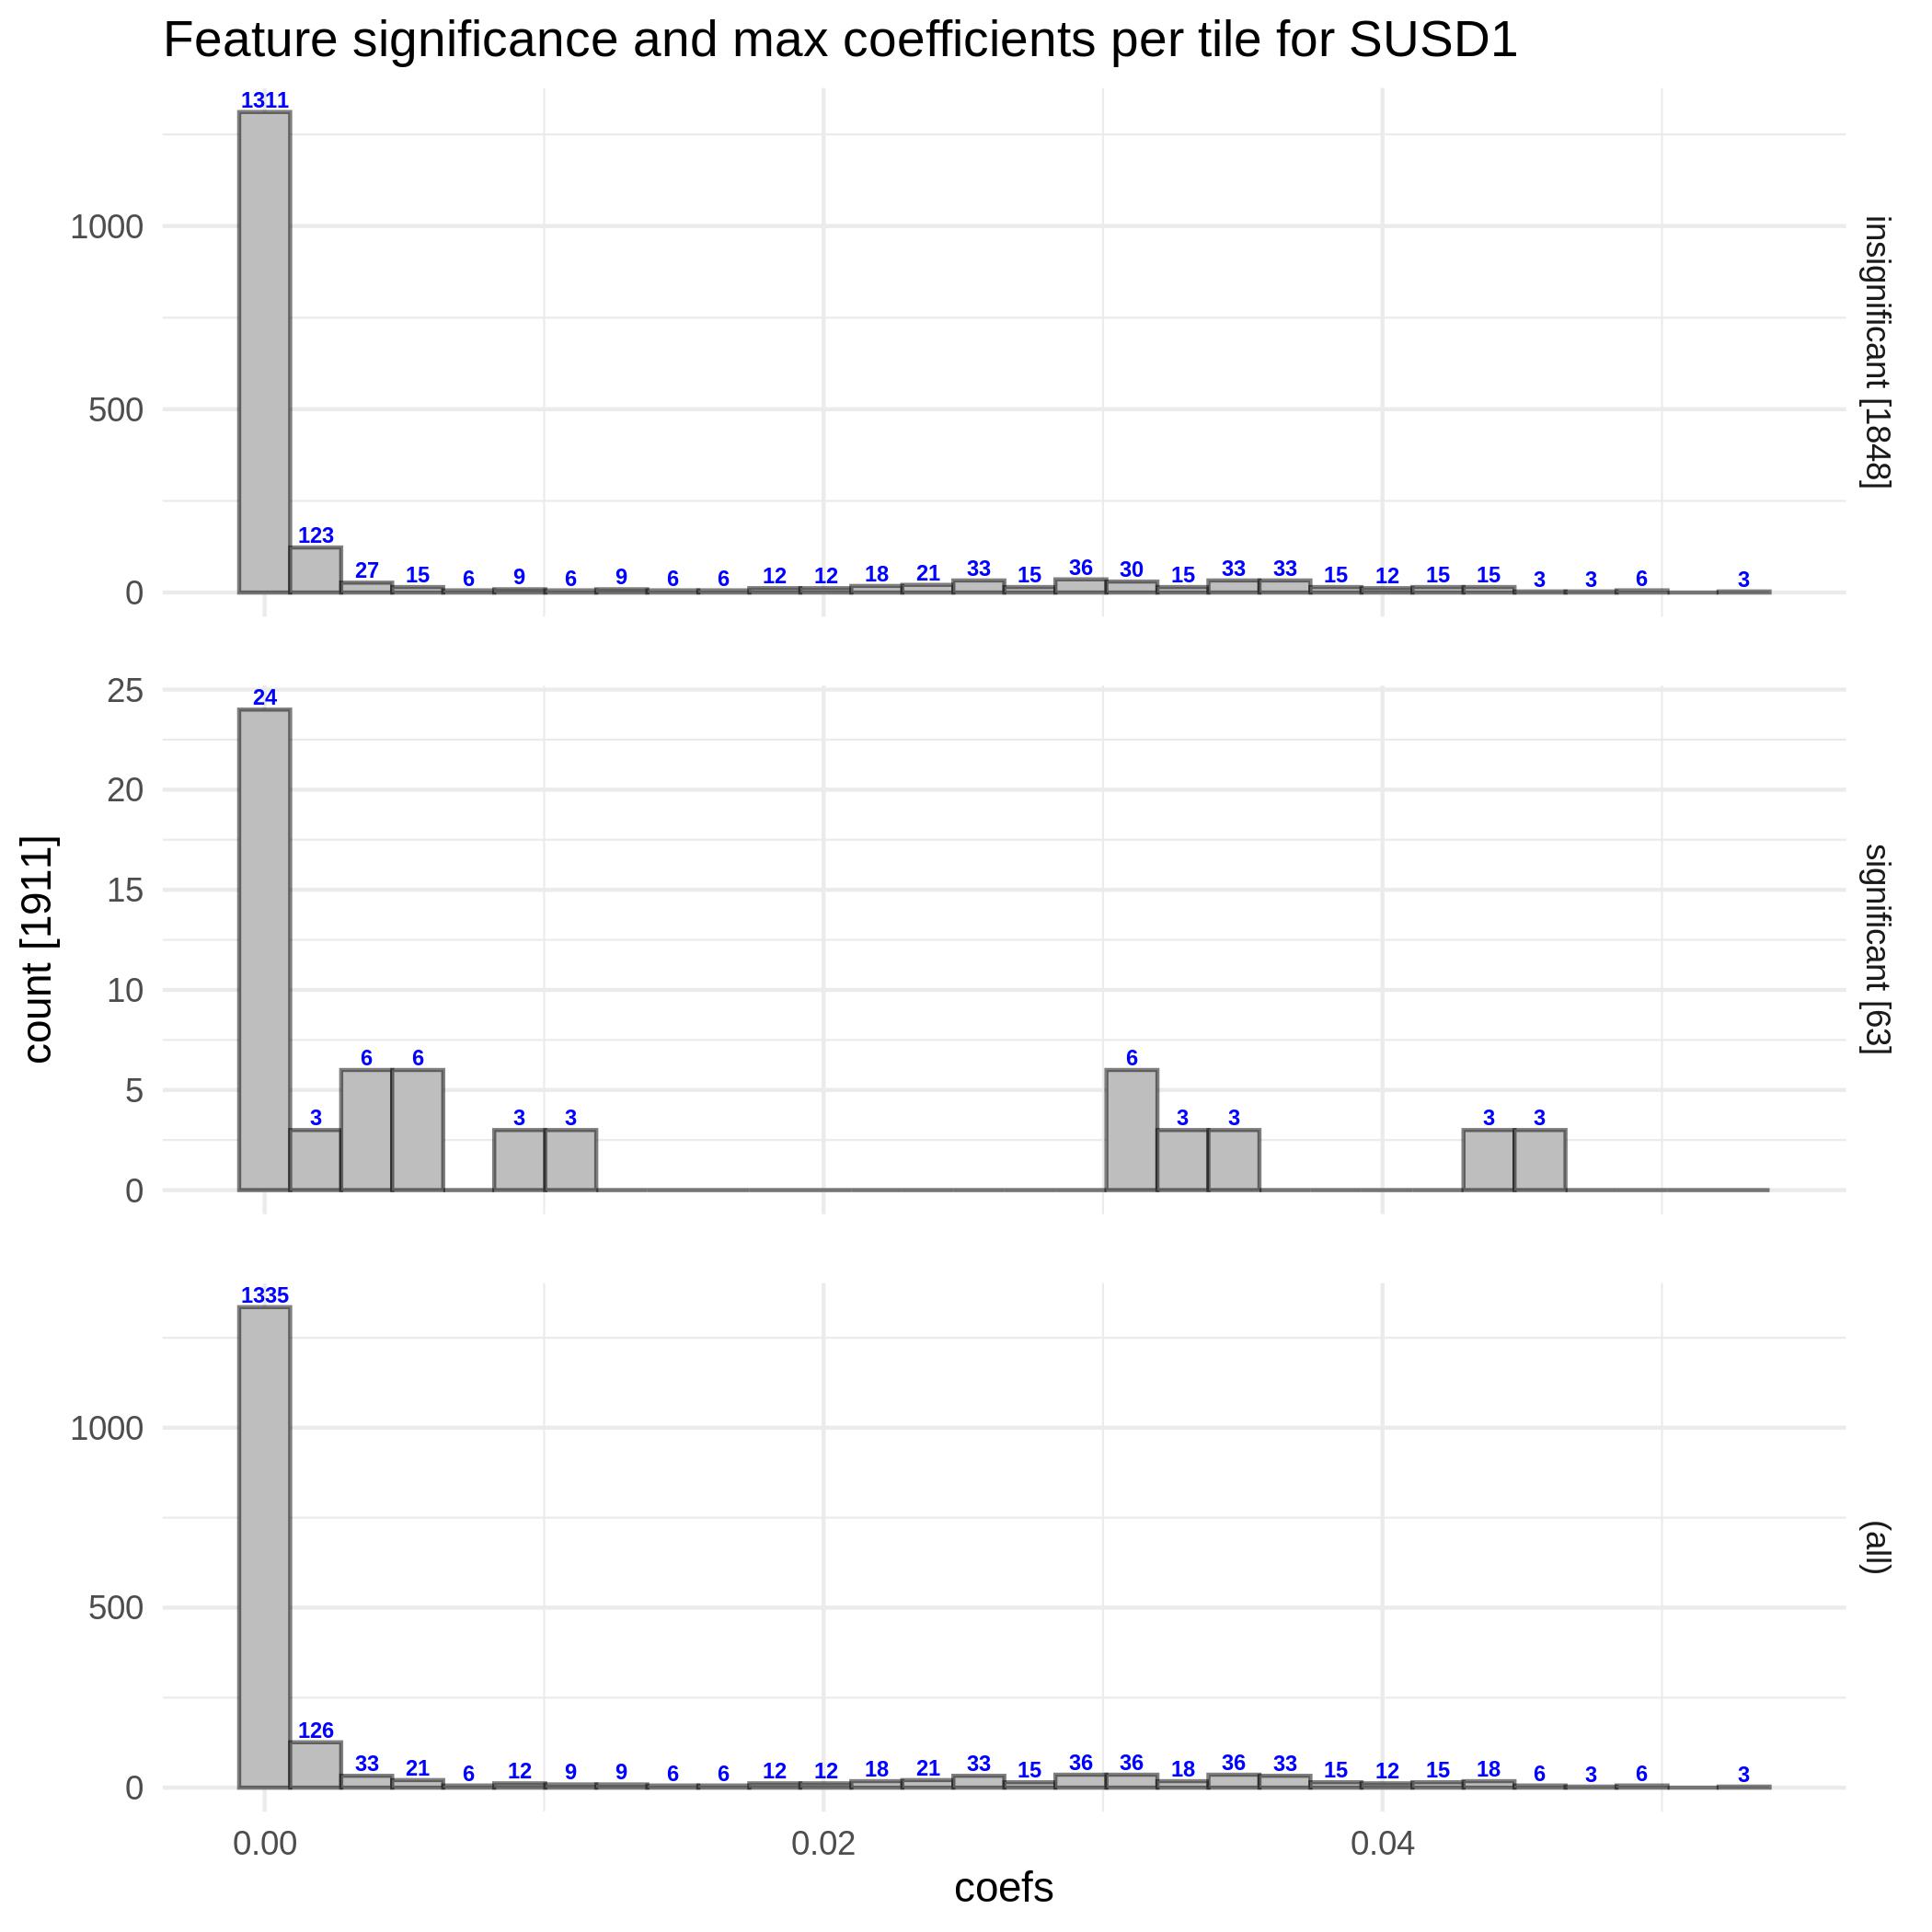 Feature significance and max coefficients per tile for SUSD1
1311
123 27 15 6 9 6 9 6 6 12 12 18 21 33 15 36 30 15 33 33 15 12 15 15 3 3 6 3
1000
500
0
insignificant [1848]
24
3 6 6 3 3 6 3 3 3 3
25
20
15
10
5
0
significant [63]
count [1911]
1335
126 33 21 6 12 9 9 6 6 12 12 18 21 33 15 36 36 18 36 33 15 12 15 18 6 3 6 3
1000
500
0
(all)
0.00 0.02 0.04
coefs